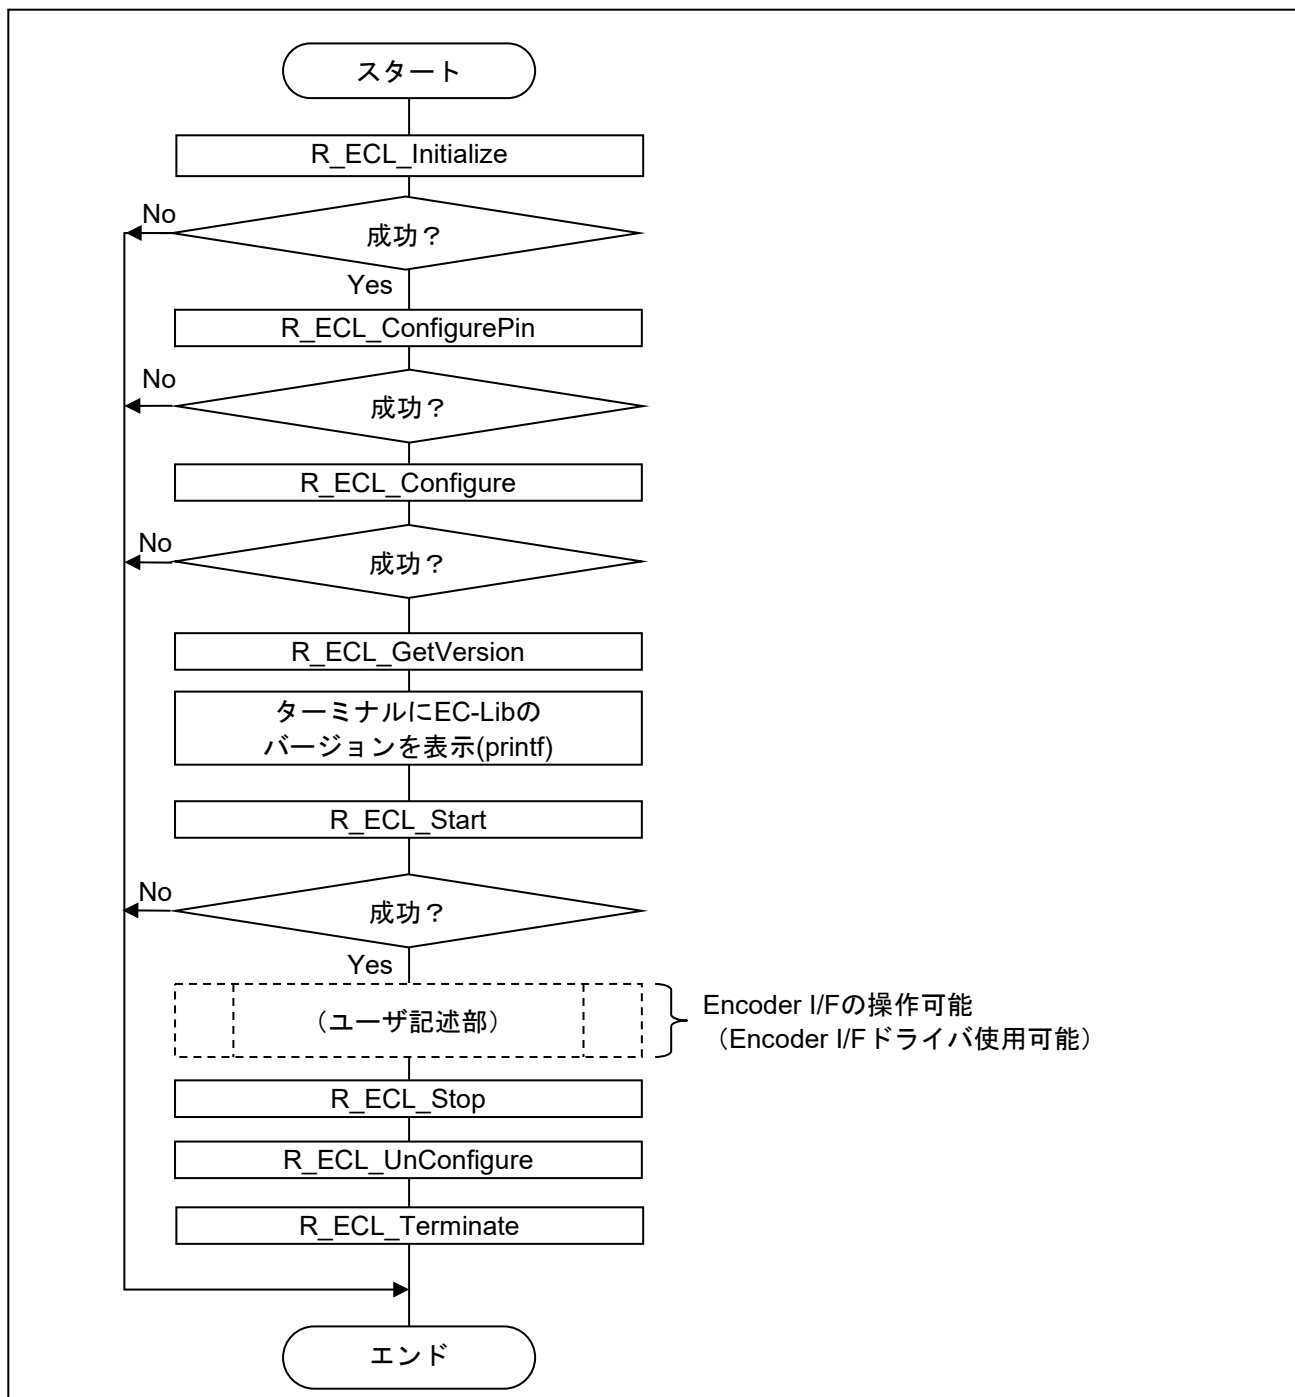 スタート
R_ECL_Initialize
No
成功？
Yes
R_ECL_ConfigurePin
No
成功？
R_ECL_Configure
No
成功？
R_ECL_GetVersion
ターミナルにEC-Libの
バージョンを表示(printf)
R_ECL_Start
No
成功？
Yes
（ユーザ記述部）
Encoder I/Fの操作可能
（Encoder I/Fドライバ使用可能）
R_ECL_Stop
R_ECL_UnConfigure
R_ECL_Terminate
エンド